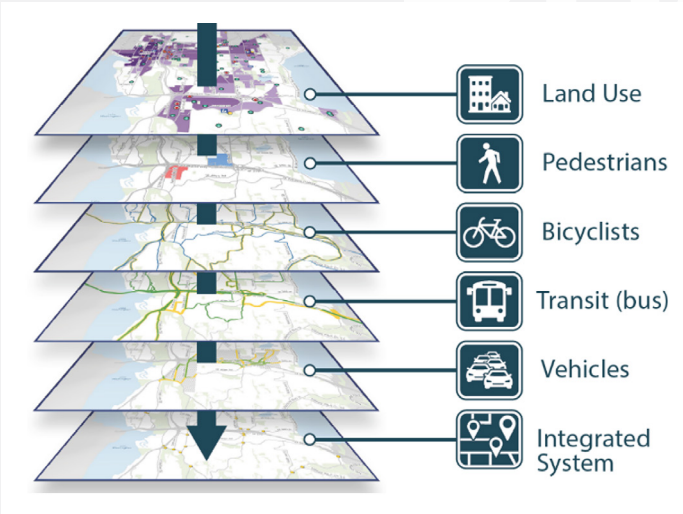 Land Use
Pedestrians
Bicyclists
Transit (bus)
Vehicles
Integrated
System